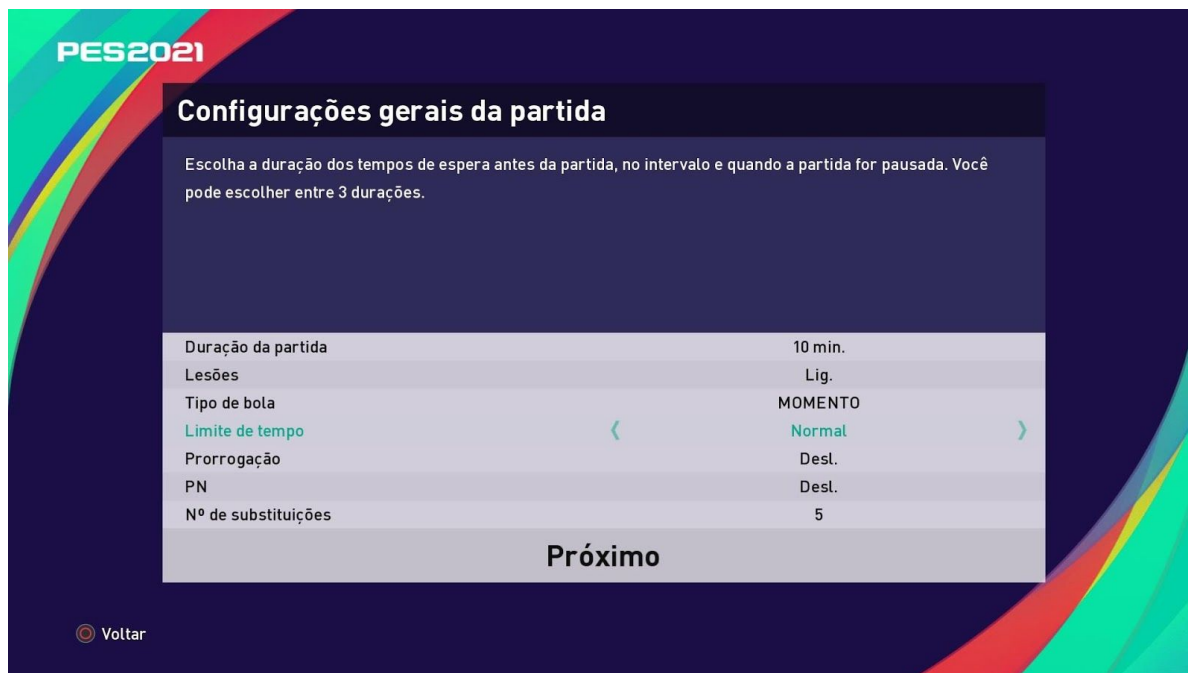 PES2021
Configurações gerais da partida
Escolha a duração dos tempos de espera antes da partida, no intervalo e quando a partida for pausada. Você
pode escolher entre 3 durações.
Duração da partida 10 min.
Lesões Lig.
Tipo de bola MOMENTO
Limite de tempo Normal
Prorrogação Desl.
PN Desl.
Nº de substituições 5
Próximo
Voltar